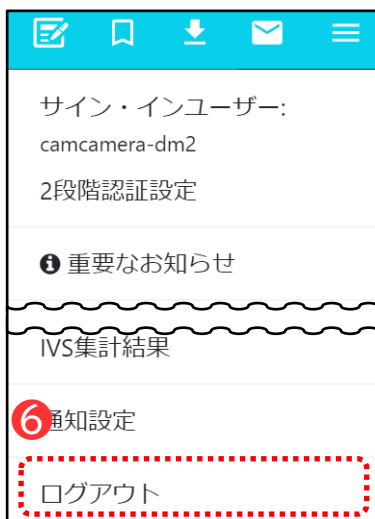 サイン・インユーザー:
camcamera-dm2
2段階認証設定
重要なお知らせ
IVS集計結果
6
通知設定
ログアウト